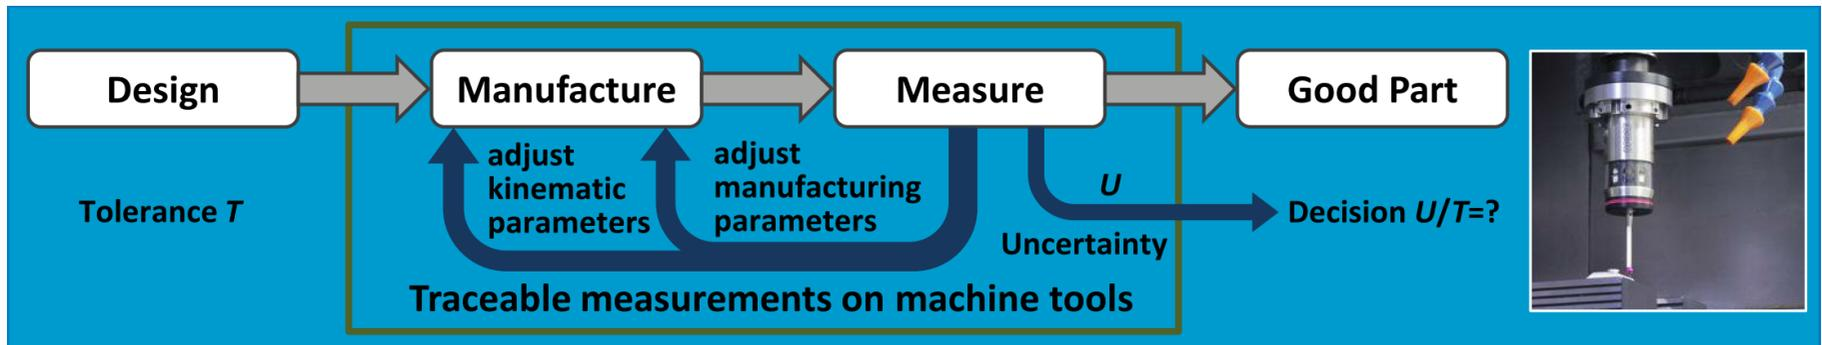 Design
Manufacture
Measure
Good Part
adjust
kinematic
parameters
adjust
manufacturing
parameters
Tolerance T
U
Uncertainty
Decision U/T=?
Traceable measurements on machine tools